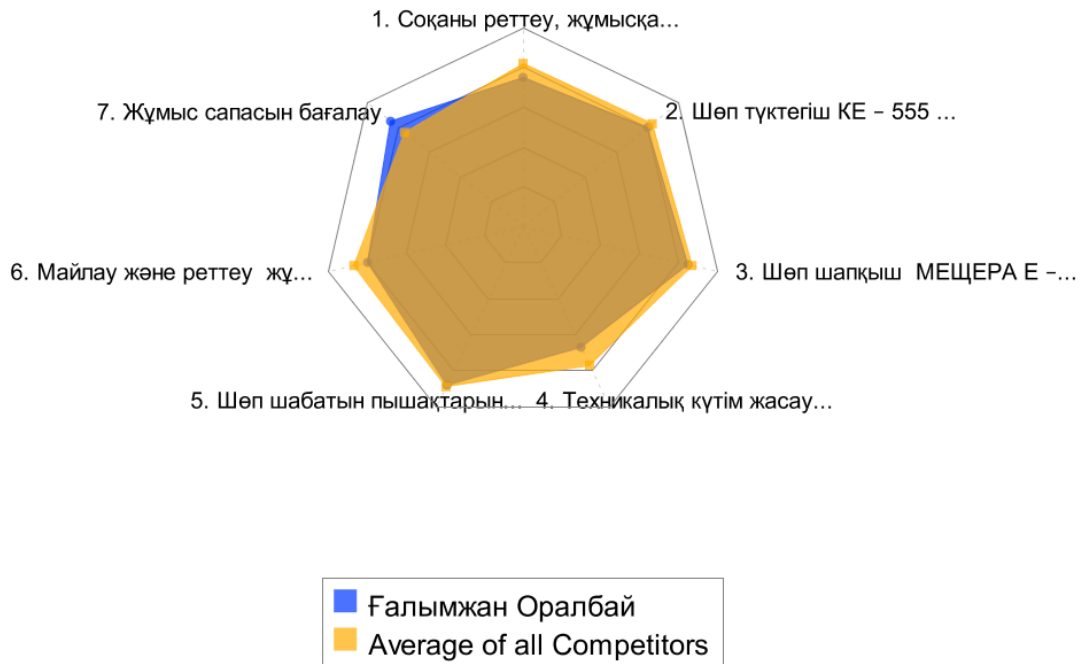 1. Соқаны реттеу, жұмысқа...
7. Жұмыс сапасын бағалау
2. Шөп түктегіш КЕ – 555 ...
6. Майлау және реттеу  жұ...
3. Шөп шапқыш  МЕЩЕРА Е –...
5. Шөп шабатын пышақтарын...
4. Техникалық күтім жасау...
Ғалымжан Оралбай
Average of all Competitors